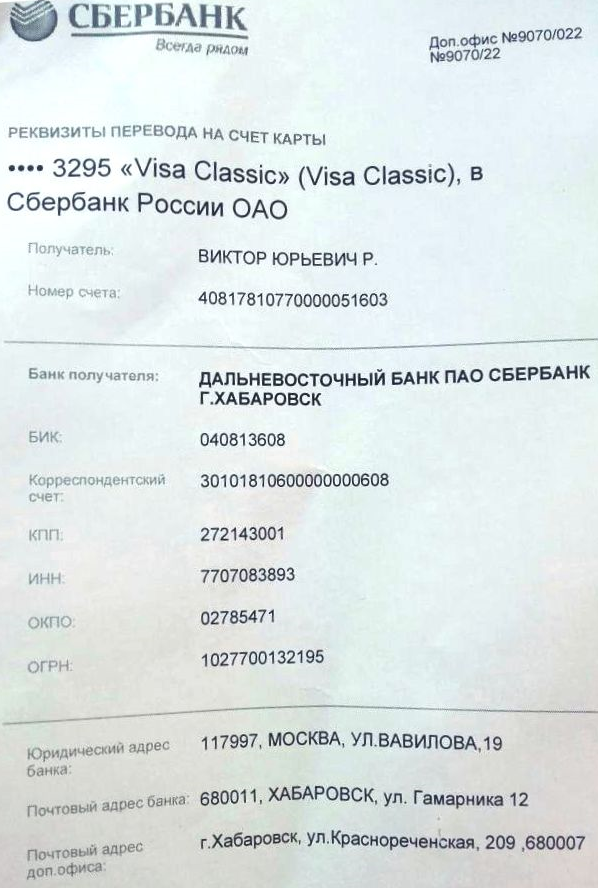 СБЕРБАНК
Всегда рядом
Доп.офис №9070/022
№9070/22
РЕКВИЗИТЫ ПЕРЕВОДА НА СЧЕТ КАРТЫ
•••• 3295 «Visa Classic» (Visa Classic), в
Сбербанк России ОАО
Получатель: ВИКТОР ЮРЬЕВИЧ Р.
Номер счета: 40817810770000051603
Банк получателя: ДАЛЬНЕВОСТОЧНЫЙ БАНК ПАО СБЕРБАНК
Г.ХАБАРОВСК
БИК: 040813608
Корреспондентский 30101810600000000608
счет:
КПП: 272143001
ИНН: 7707083893
ОКПО: 02785471
ОГРН: 1027700132195
Юридический адрес 117997, МОСКВА, УЛ.ВАВИЛОВА,19
банка:
Почтовый адрес банка: 680011, ХАБАРОВСК, ул. Гамарника 12
Почтовый адрес г.Хабаровск, ул.Краснореченская, 209 ,680007
доп.офиса: